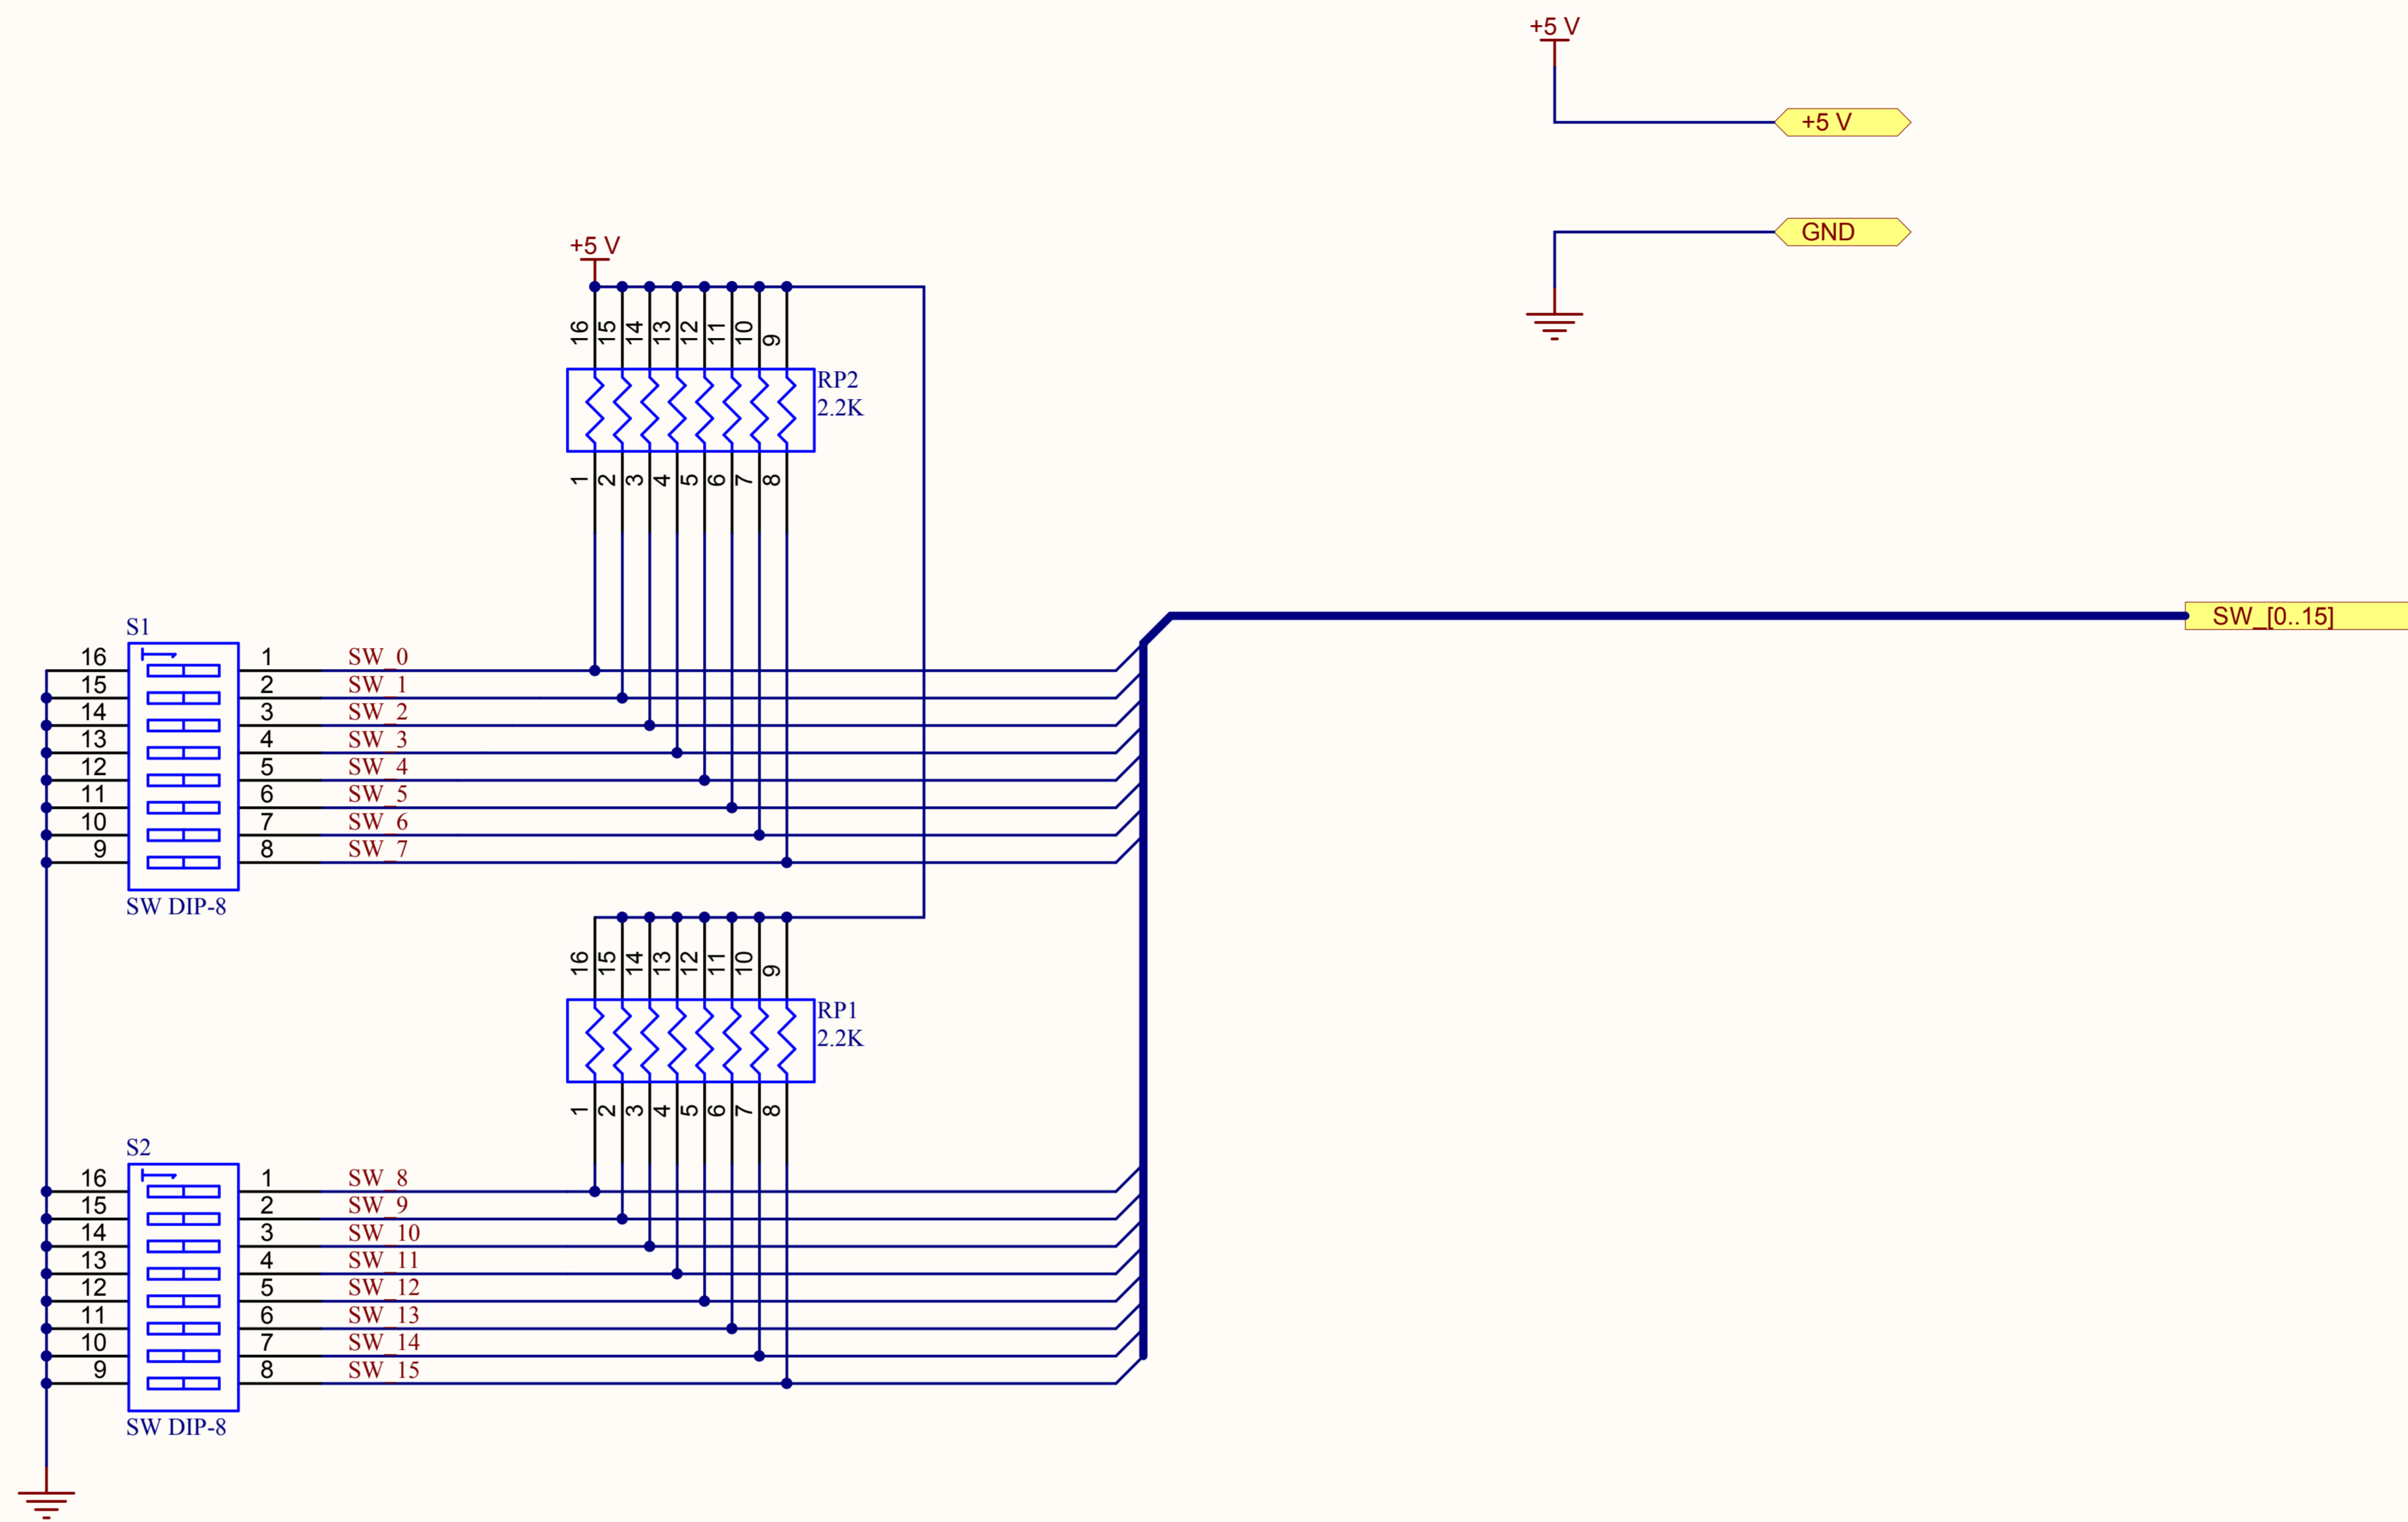 +5 V
+5 V
GND
+5 V
16 15 14 13 12 11 10 9
RP2
2.2K
1 2 3 4 5 6 7 8
SW_[0..15]
S1
16 1 SW_0
15 2 SW_1
14 3 SW_2
13 4 SW_3
12 5 SW_4
11 6 SW_5
10 7 SW_6
9 8 SW_7
SW DIP-8
16 15 14 13 12 11 10 9
RP1
2.2K
1 2 3 4 5 6 7 8
S2
16 1 SW_8
15 2 SW_9
14 3 SW_10
13 4 SW_11
12 5 SW_12
11 6 SW_13
10 7 SW_14
9 8 SW_15
SW DIP-8